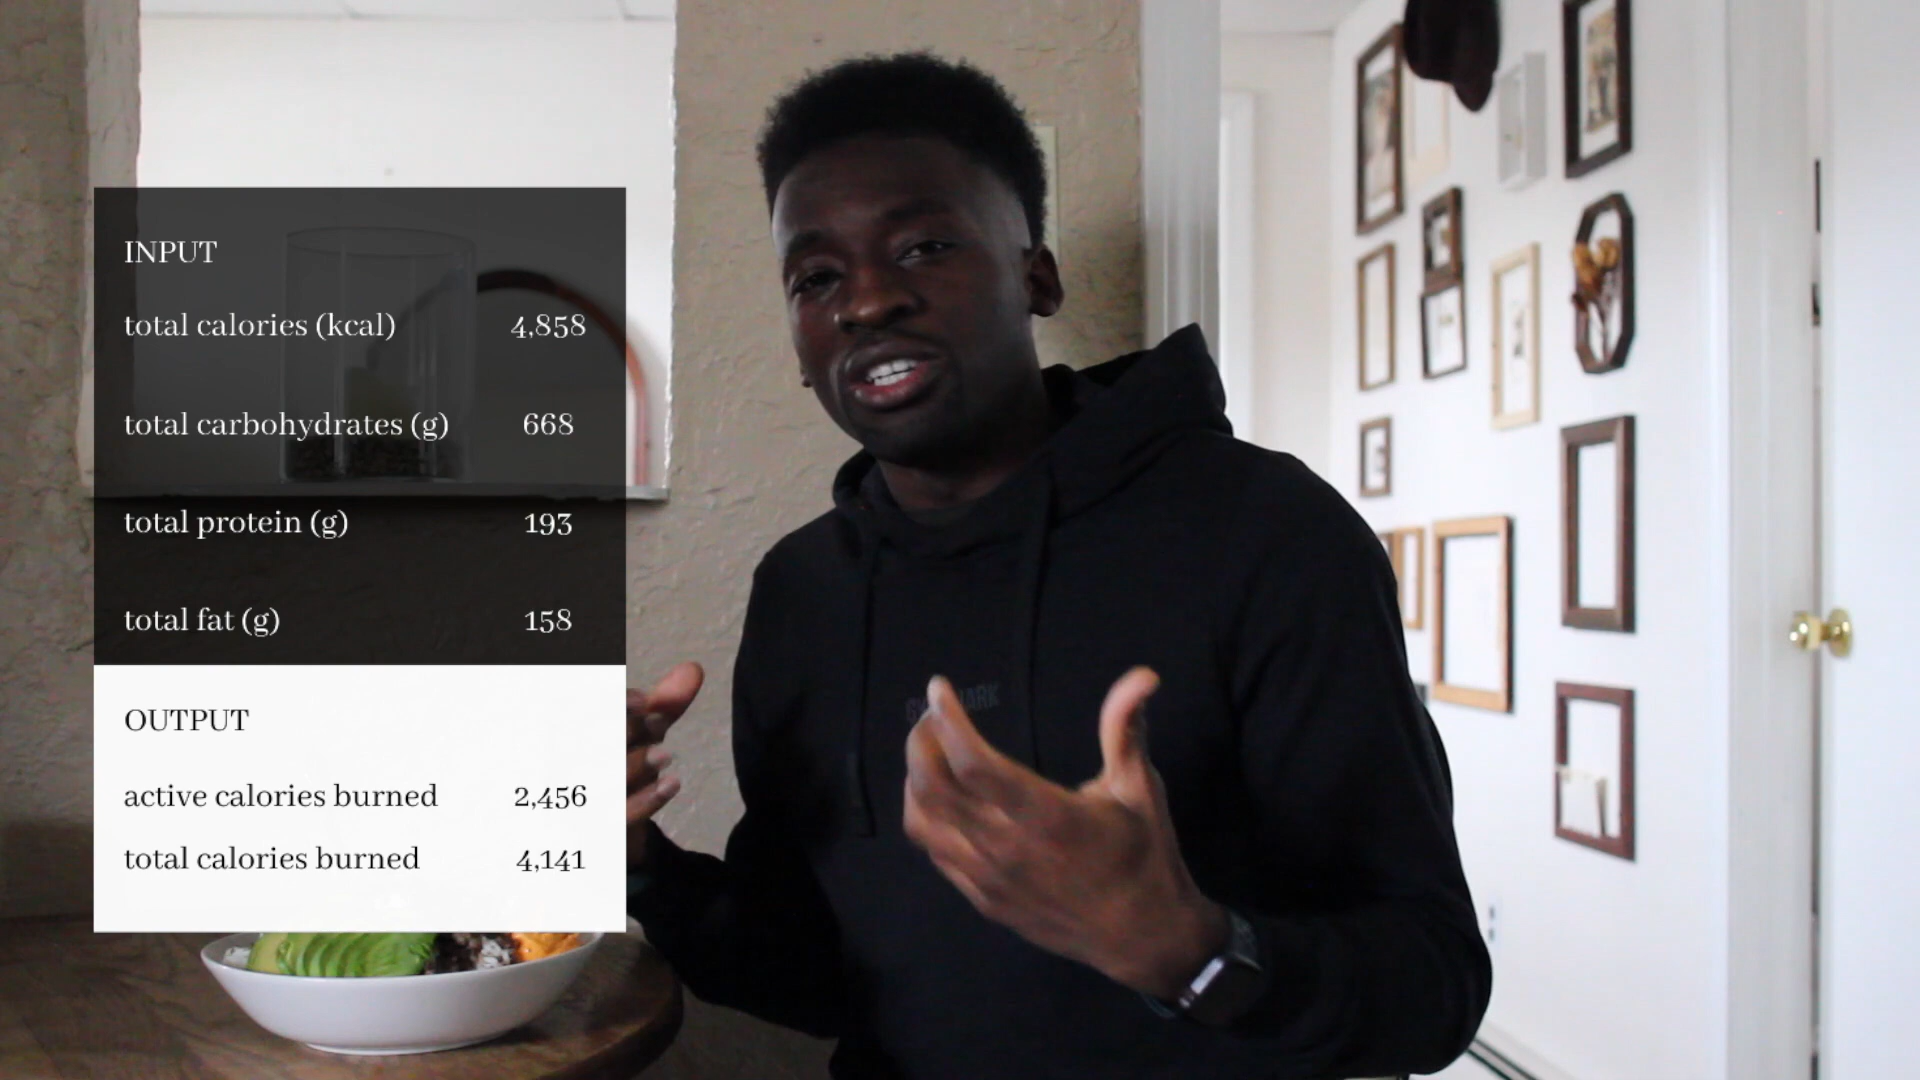 INPUT
total calories (kcal) 4,858
total carbohydrates (g) 668
total protein (g) 193
total fat (g) 158
OUTPUT
active calories burned 2,456
total calories burned 4,141